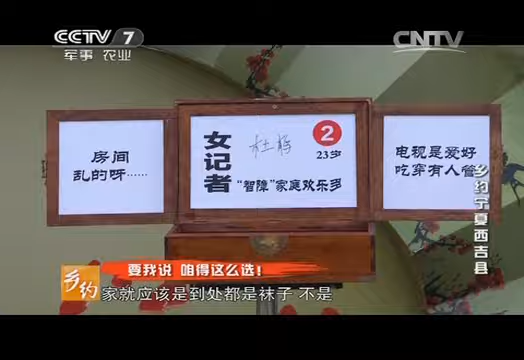 CCTV 7
军事 农业
CNTV
房间
乱的呀……
女记者
2
23岁
“智障”家庭欢乐多
电视是爱好
吃穿有人管
乡约宁夏西吉县
要我说 咱得这么选！
乡约
家就应该是到处都是袜子 不是